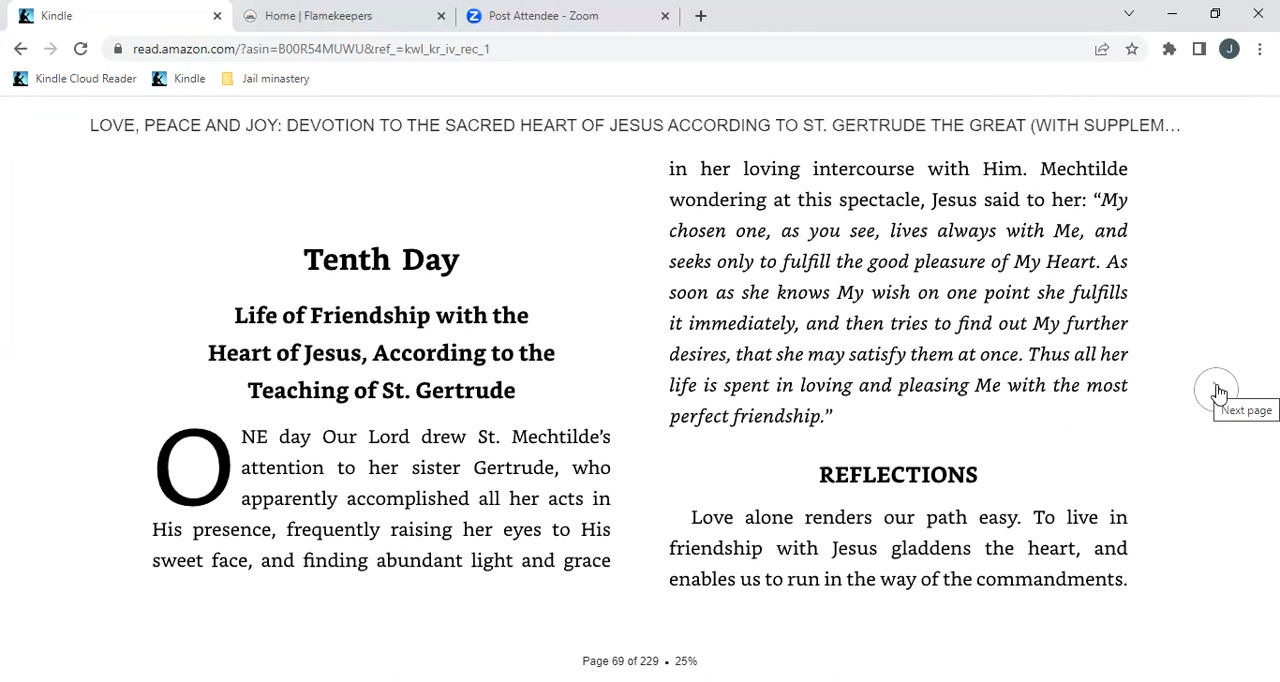 Kindle
Home | Flamekeepers
Post Attendee - Zoom
read.amazon.com/?asin=B00R54MUWU&ref_=kwl_kr_iv_rec_1
J
Kindle Cloud Reader
Kindle
Jail minastery
LOVE, PEACE AND JOY: DEVOTION TO THE SACRED HEART OF JESUS ACCORDING TO ST. GERTRUDE THE GREAT (WITH SUPPLEM…
Tenth Day
Life of Friendship with the
Heart of Jesus, According to the
Teaching of St. Gertrude
ONE day Our Lord drew St. Mechtilde’s
attention to her sister Gertrude, who
apparently accomplished all her acts in
His presence, frequently raising her eyes to His
sweet face, and finding abundant light and grace
in her loving intercourse with Him. Mechtilde
wondering at this spectacle, Jesus said to her: “My
chosen one, as you see, lives always with Me, and
seeks only to fulfill the good pleasure of My Heart. As
soon as she knows My wish on one point she fulfills
it immediately, and then tries to find out My further
desires, that she may satisfy them at once. Thus all her
life is spent in loving and pleasing Me with the most
perfect friendship.”
REFLECTIONS
Love alone renders our path easy. To live in
friendship with Jesus gladdens the heart, and
enables us to run in the way of the commandments.
Next page
Page 69 of 229 • 25%